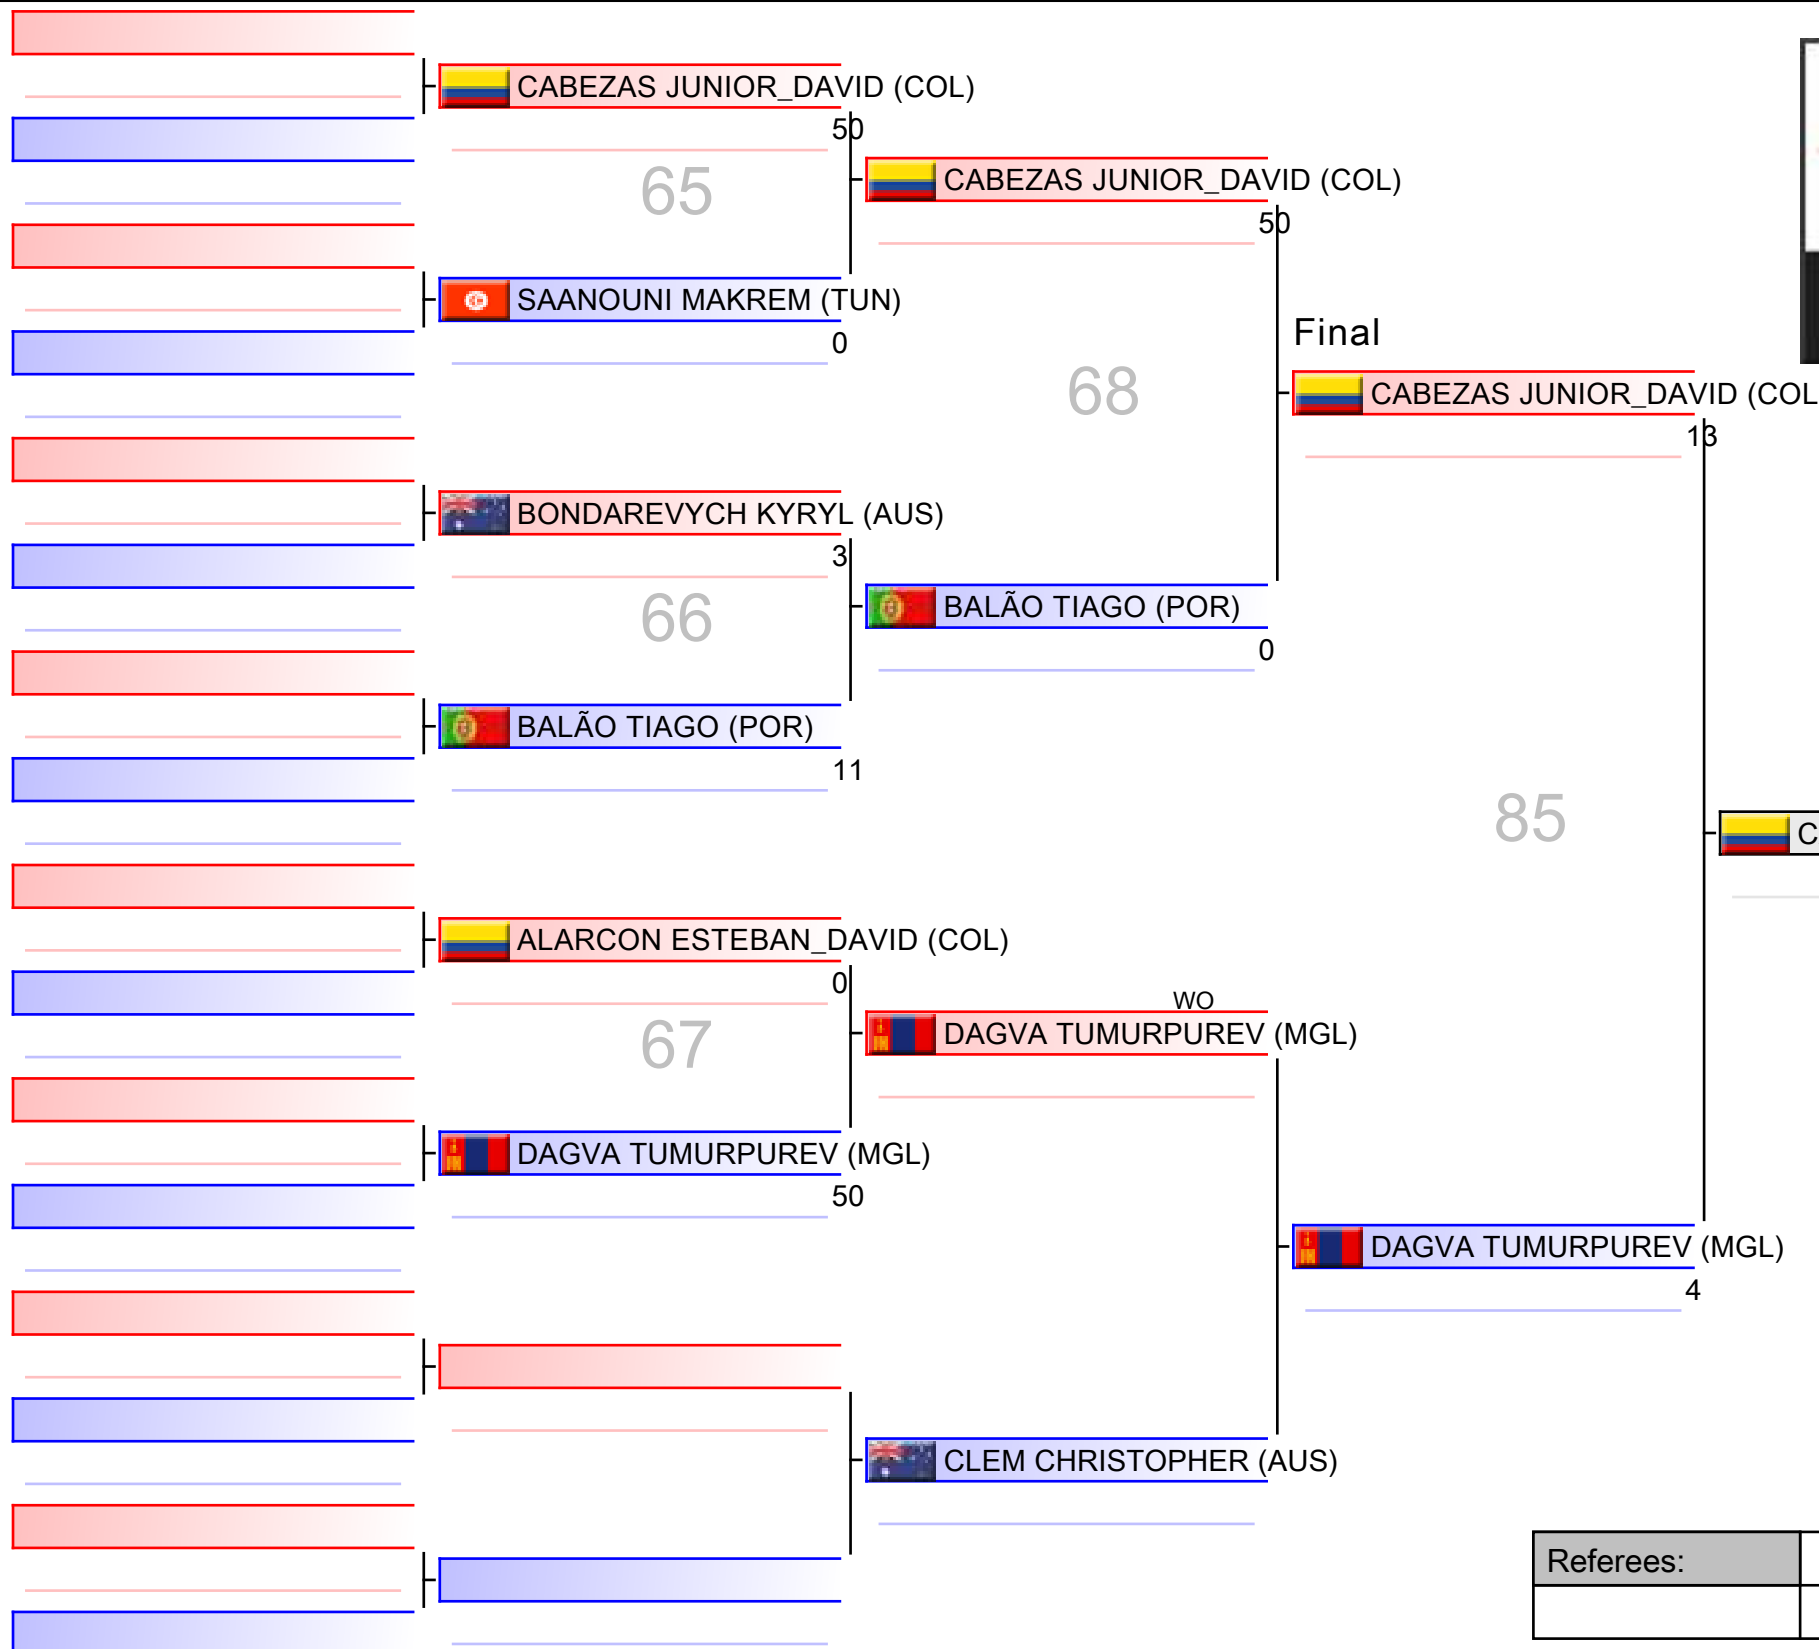 CABEZAS JUNIOR_DAVID (COL)
50
65
SAANOUNI MAKREM (TUN)
0
BONDAREVYCH KYRYL (AUS)
3
66
BALÃO TIAGO (POR)
11
ALARCON ESTEBAN_DAVID (COL)
0
67
DAGVA TUMURPUREV (MGL)
50
CABEZAS JUNIOR_DAVID (COL)
50
68
BALÃO TIAGO (POR)
0
WO
DAGVA TUMURPUREV (MGL)
CLEM CHRISTOPHER (AUS)
Final
CABEZAS JUNIOR_DAVID (COL
13
85
DAGVA TUMURPUREV (MGL)
4
C
Referees: